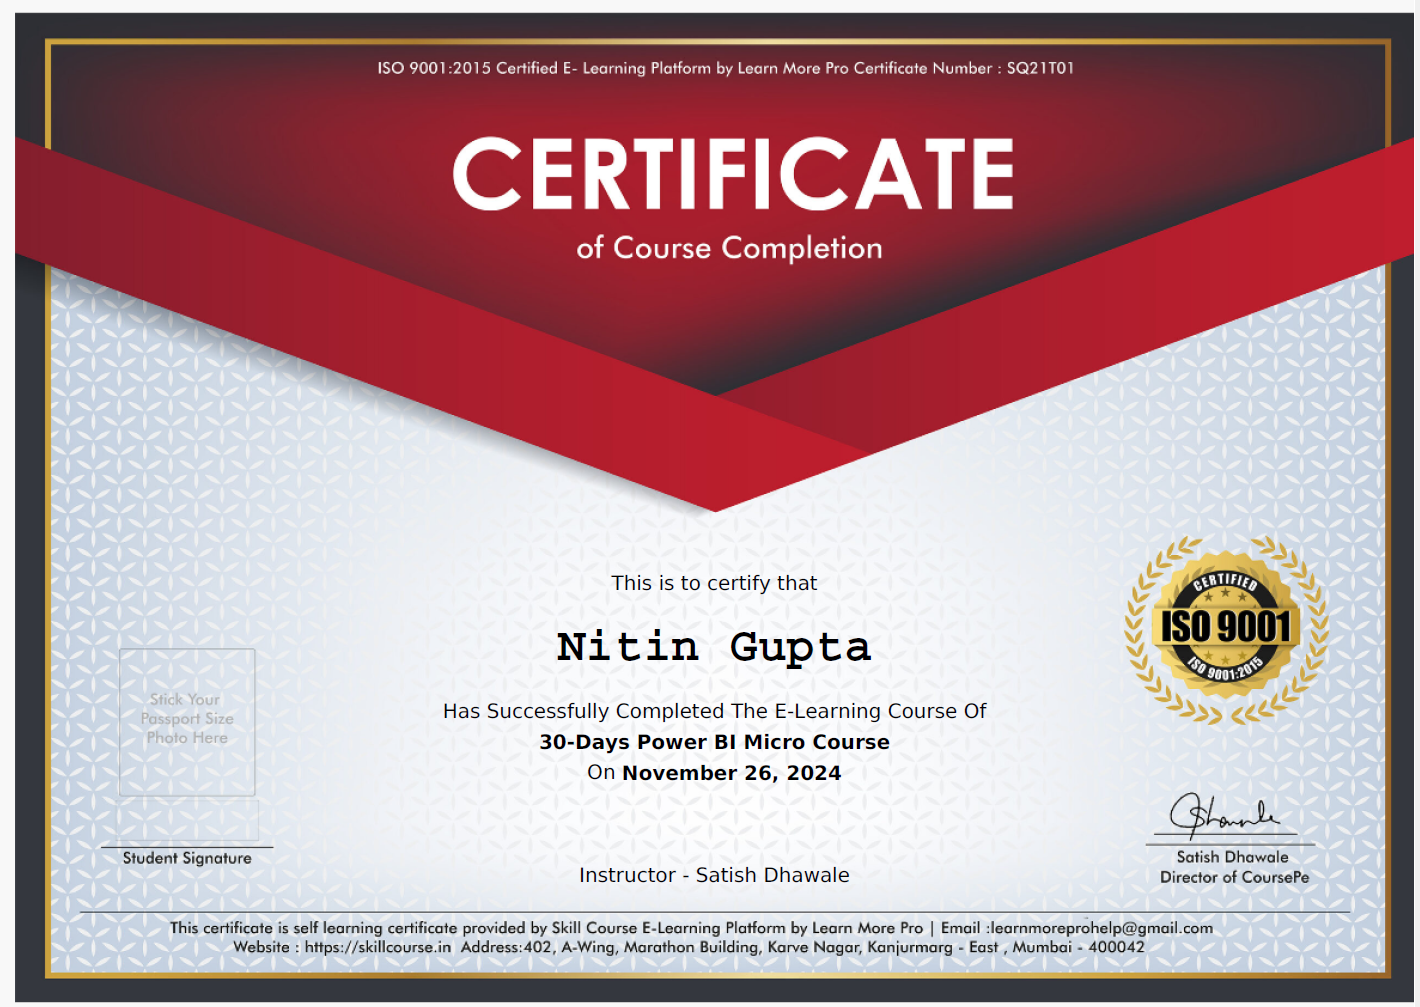 ISO 9001:2015 Certified E- Learning Platform by Learn More Pro Certificate Number : SQ21T01
CERTIFICATE
of Course Completion
This is to certify that
Nitin Gupta
Has Successfully Completed The E-Learning Course Of
30-Days Power BI Micro Course
On November 26, 2024
CERTIFIED
ISO 9001
ISO 9001:2015
Stick Your
Passport Size
Photo Here
Student Signature
Instructor - Satish Dhawale
Satish Dhawale
Director of CoursePe
This certificate is self learning certificate provided by Skill Course E-Learning Platform by Learn More Pro | Email :learnmoreprohelp@gmail.com
Website : https://skillcourse.in Address:402, A-Wing, Marathon Building, Karve Nagar, Kanjurmarg - East , Mumbai - 400042